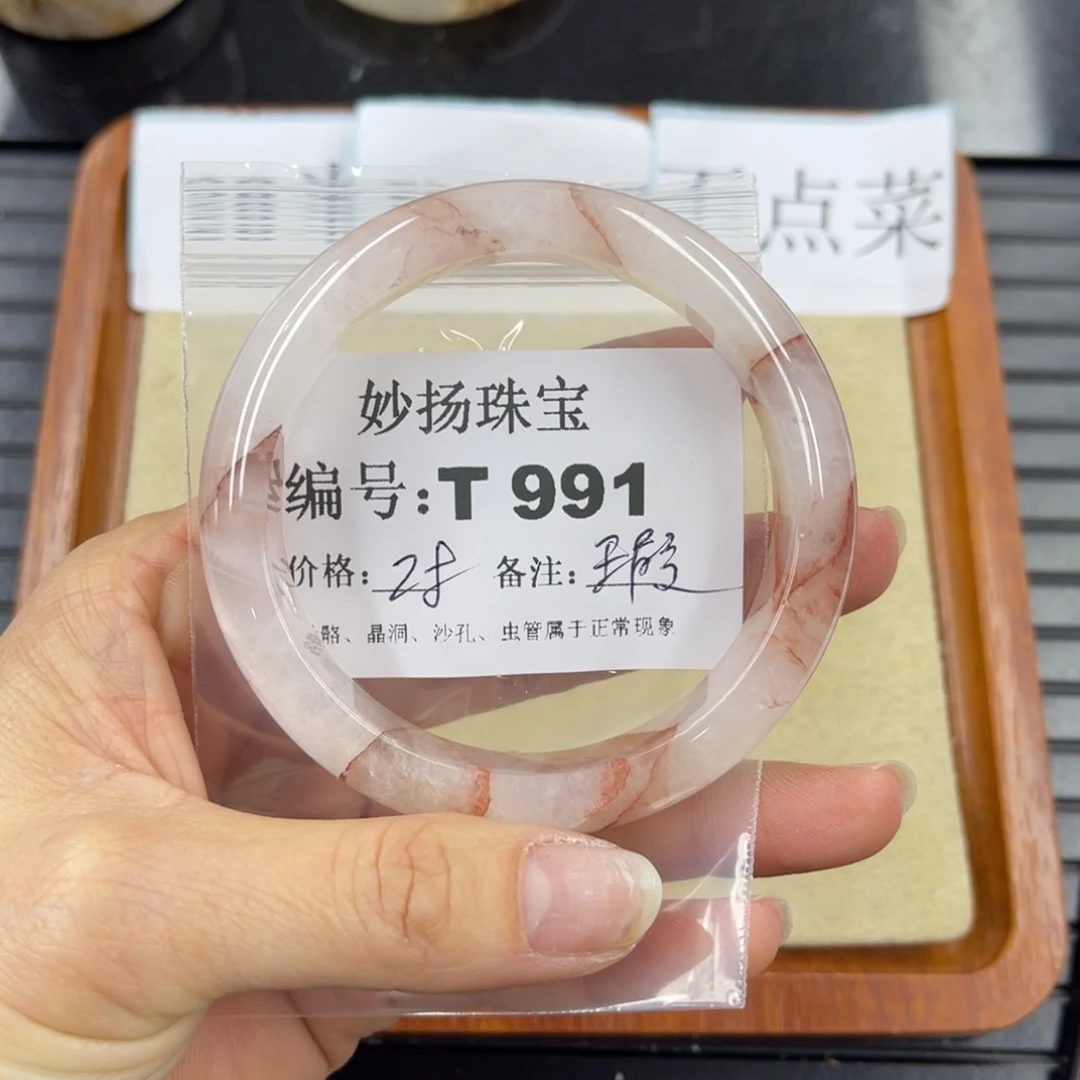 点菜
妙扬珠宝
编号:T 991
价格: 备注:
骼、晶洞、沙孔、虫管属于正常现象